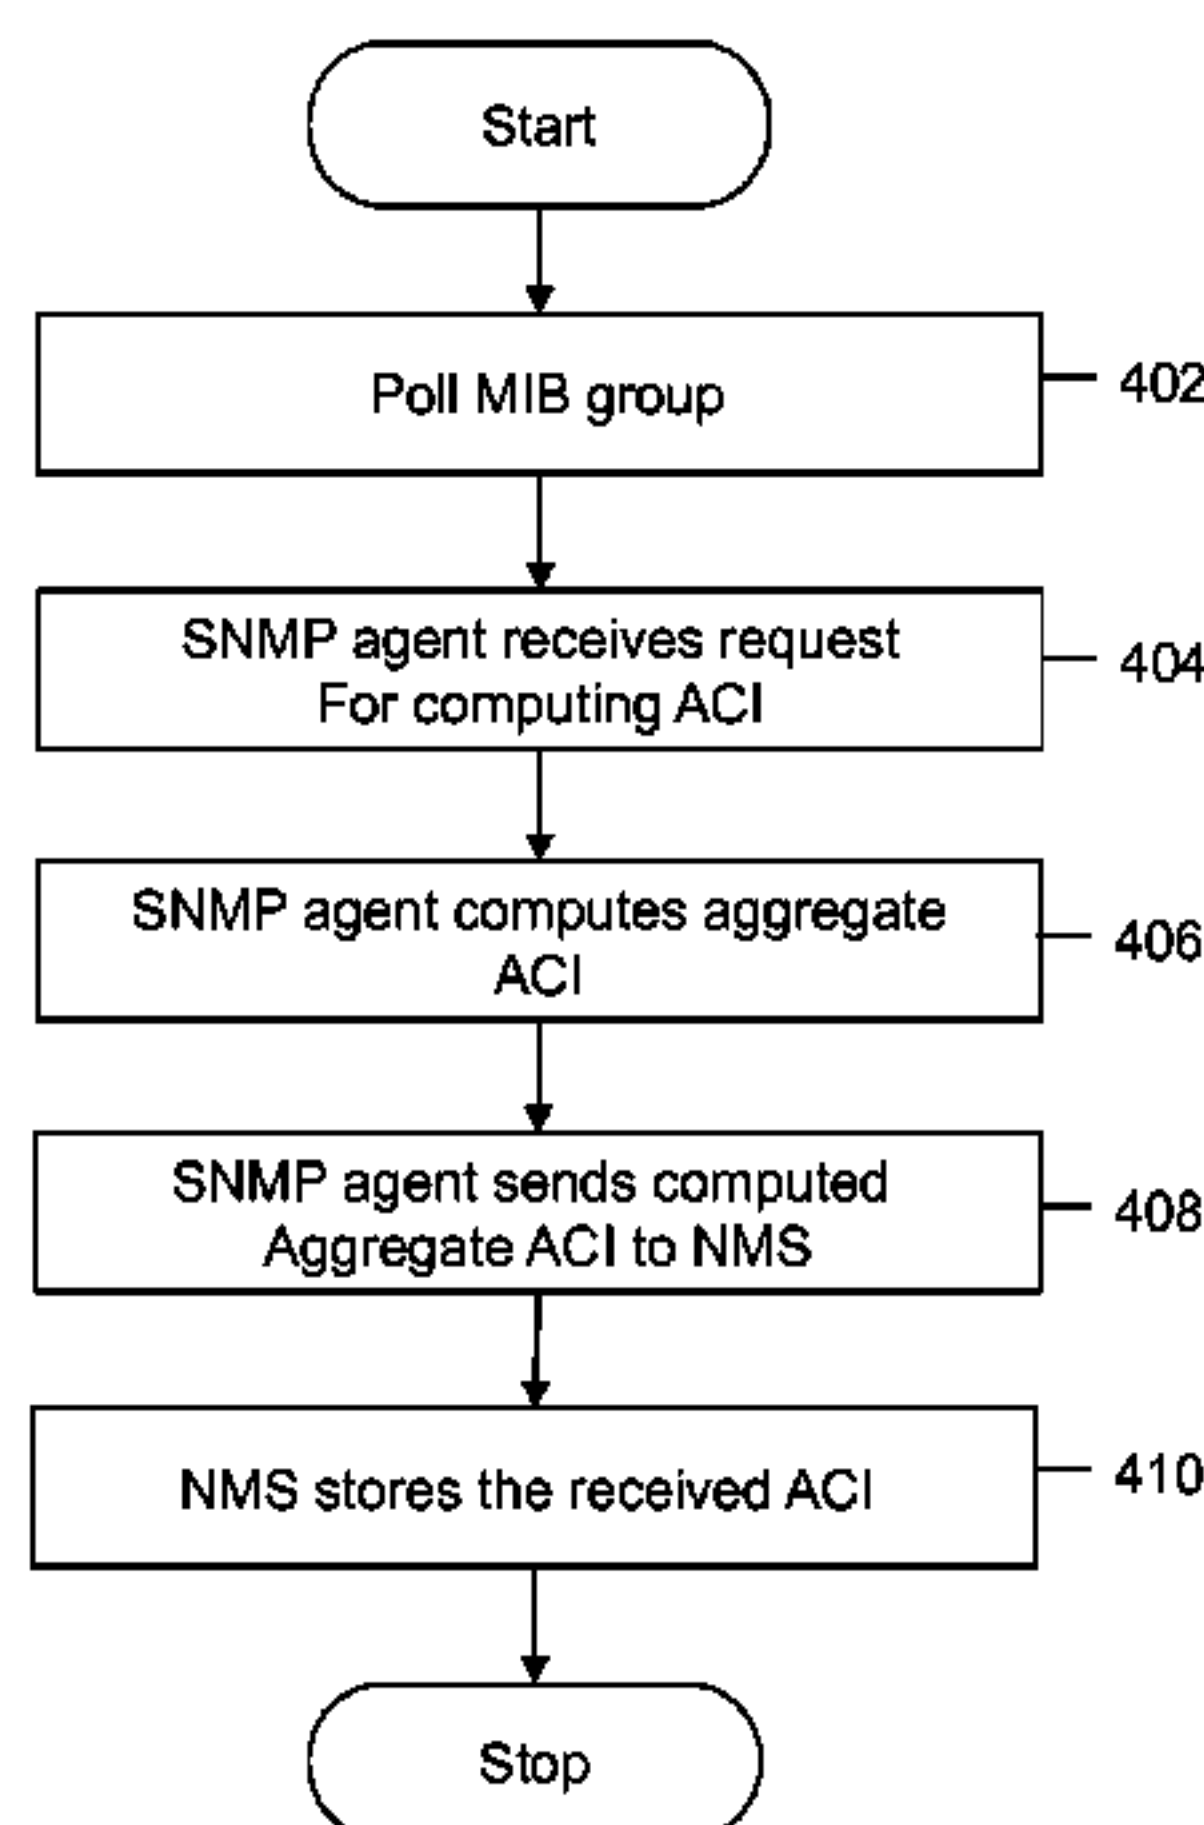 Start
Poll MIB group
402
SNMP agent receives request
For computing ACI
404
SNMP agent computes aggregate
ACI
406
SNMP agent sends computed
Aggregate ACI to NMS
408
NMS stores the received ACI
410
Stop